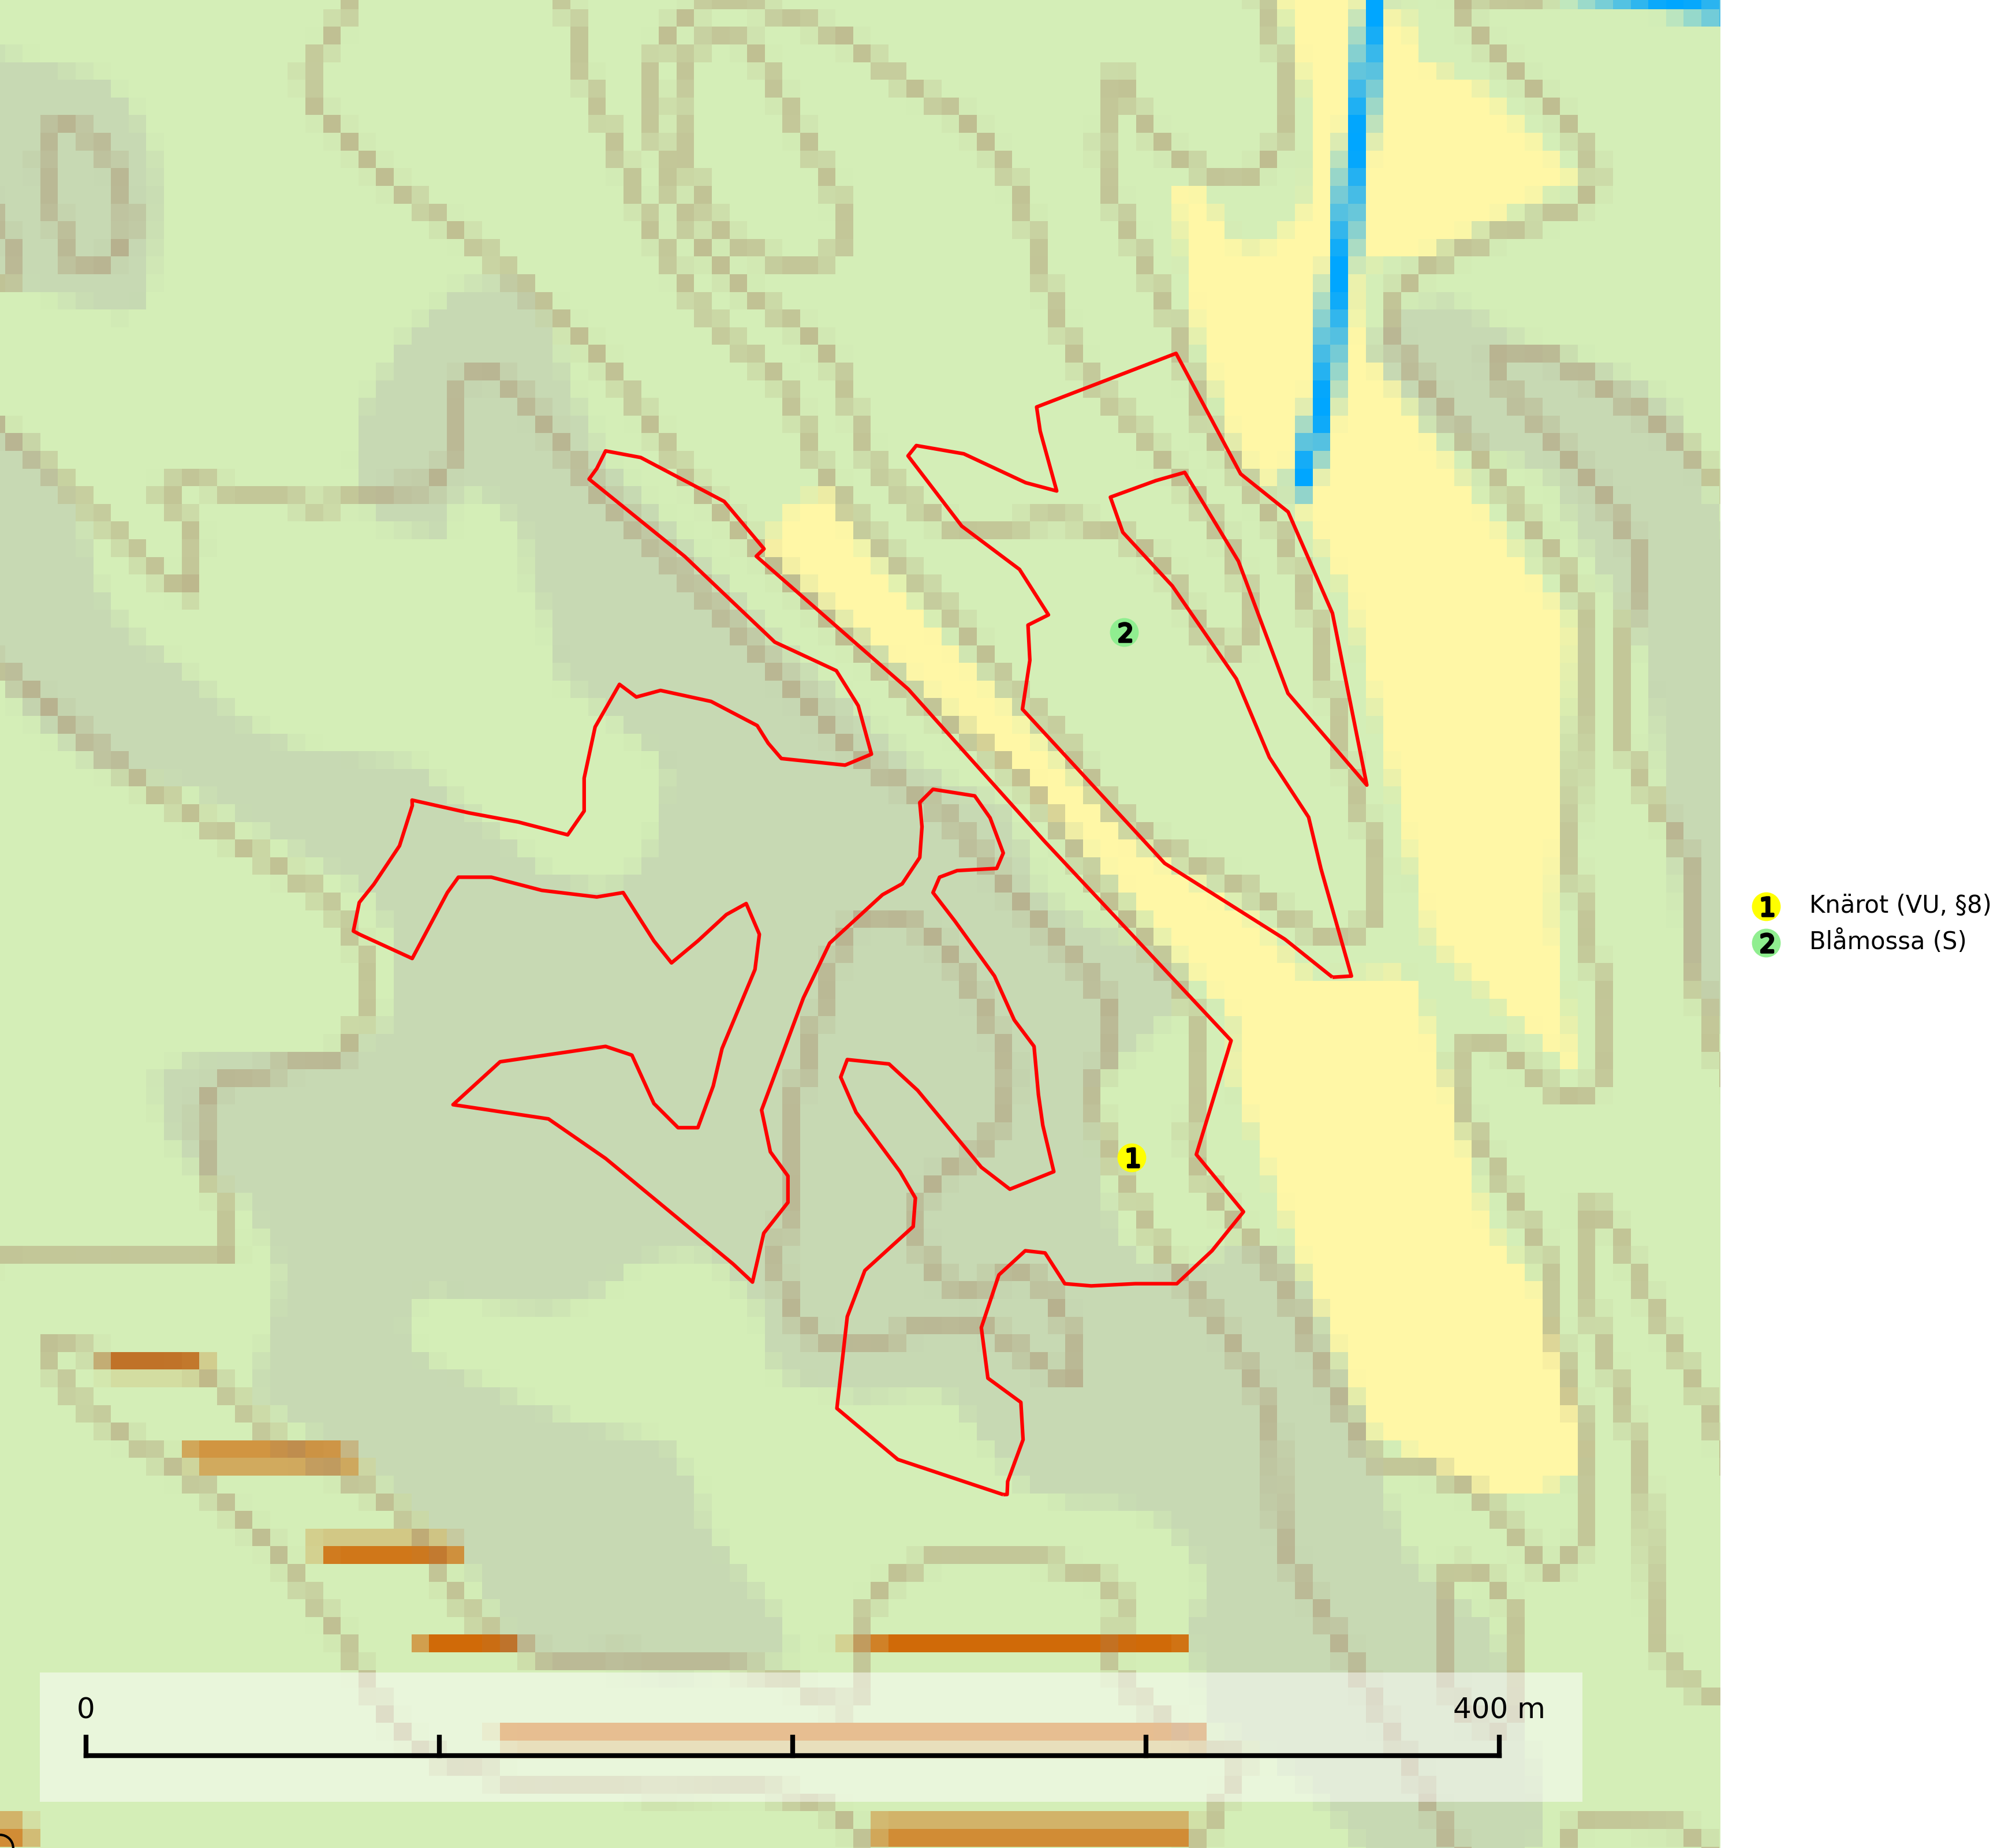 2
1
1 Knärot (VU, §8)
2 Blåmossa (S)
0 400 m